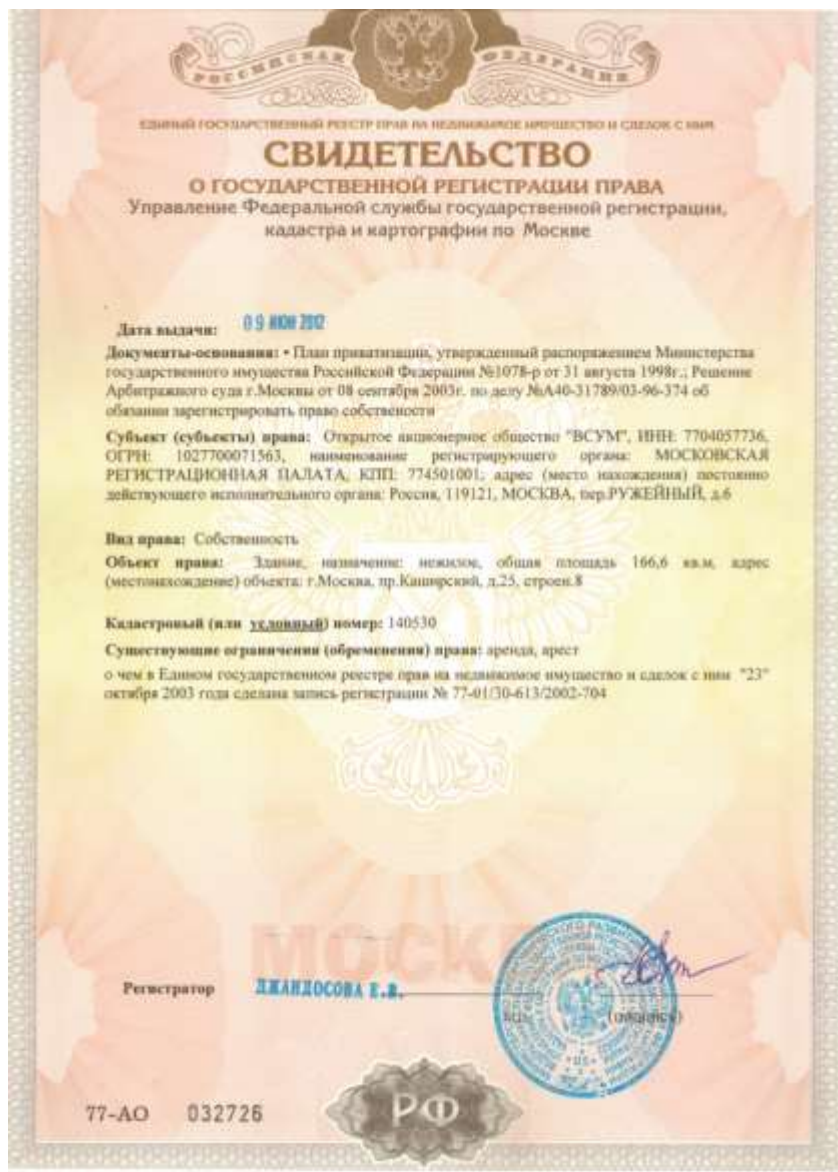 РОССИЙСКАЯ ФЕДЕРАЦИЯ
ЕДИНЫЙ ГОСУДАРСТВЕННЫЙ РЕЕСТР ПРАВ НА НЕДВИЖИМОЕ ИМУЩЕСТВО И СДЕЛОК С НИМ
СВИДЕТЕЛЬСТВО
О ГОСУДАРСТВЕННОЙ РЕГИСТРАЦИИ ПРАВА
Управление Федеральной службы государственной регистрации,
кадастра и картографии по Москве
Дата выдачи: 09 ИЮН 2012
Документы-основания: • План приватизации, утвержденный распоряжением Министерства
государственного имущества Российской Федерации №1078-р от 31 августа 1998г.; Решение
Арбитражного суда г.Москвы от 08 сентября 2003г. по делу №А40-31789/03-96-374 об
обязании зарегистрировать право собствености
Субъект (субъекты) права: Открытое акционерное общество "ВСУМ", ИНН: 7704057736,
ОГРН: 1027700071563, наименование регистрирующего органа: МОСКОВСКАЯ
РЕГИСТРАЦИОННАЯ ПАЛАТА, КПП: 774501001; адрес (место нахождения) постоянно
действующего исполнительного органа: Россия, 119121, МОСКВА, пер.РУЖЕЙНЫЙ, д.6
Вид права: Собственность
Объект права: Здание, назначение: нежилое, общая площадь 166,6 кв.м, адрес
(местонахождение) объекта: г.Москва, пр.Каширский, д.25, строен.8
Кадастровый (или условный) номер: 140530
Существующие ограничения (обременения) права: аренда, арест
о чем в Едином государственном реестре прав на недвижимое имущество и сделок с ним "23"
октября 2003 года сделана запись регистрации № 77-01/30-613/2002-704
МОСКВА
Регистратор ДЖАНДОСОВА Е.В.
(подпись)
77-АО 032726
РФ